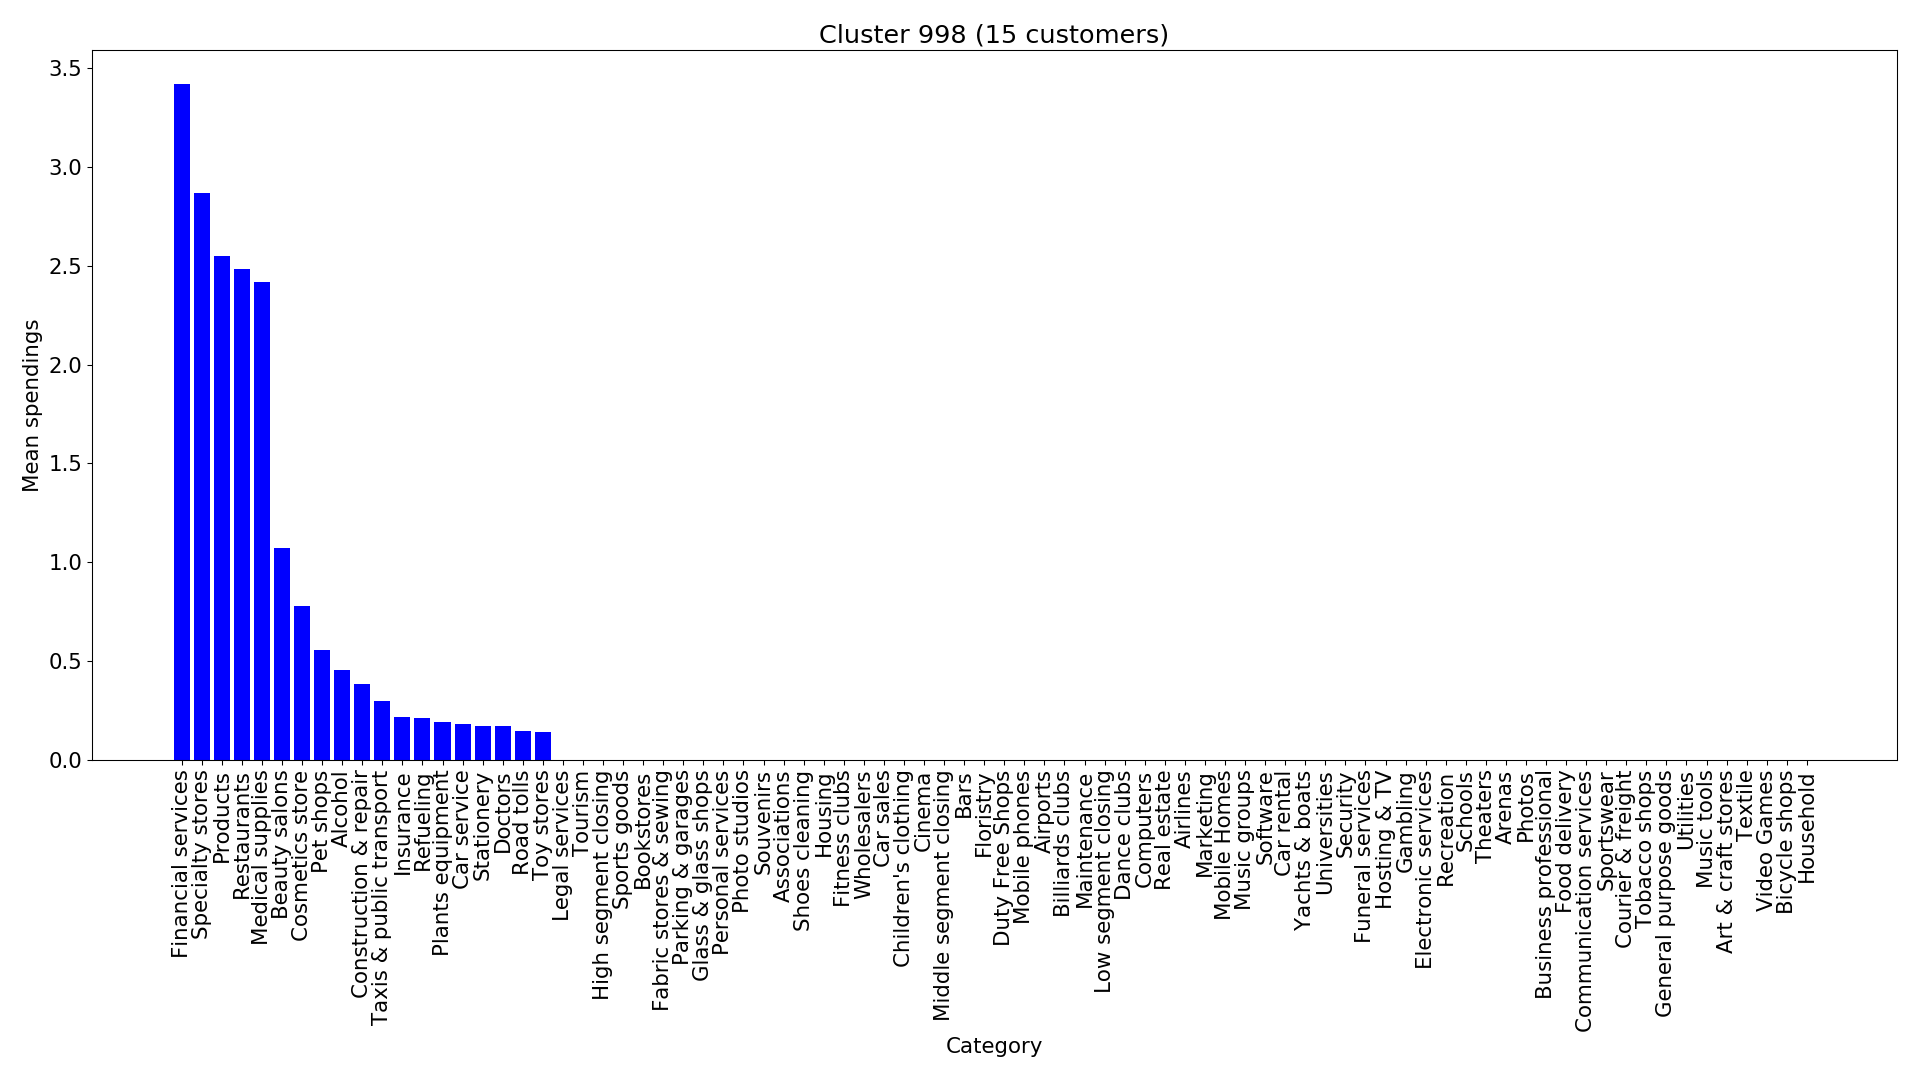 Cluster 998 (15 customers)
3.5
3.0
2.5
2.0
1.5
1.0
0.5
0.0
Mean spendings
Financial services
Specialty stores
Products
Restaurants
Medical supplies
Beauty salons
Cosmetics store
Pet shops
Alcohol
Construction & repair
Taxis & public transport
Insurance
Refueling
Plants equipment
Car service
Stationery
Doctors
Road tolls
Toy stores
Legal services
Tourism
High segment closing
Sports goods
Bookstores
Fabric stores & sewing
Parking & garages
Glass & glass shops
Personal services
Photo studios
Souvenirs
Associations
Shoes cleaning
Housing
Fitness clubs
Wholesalers
Car sales
Children's clothing
Cinema
Middle segment closing
Bars
Floristry
Duty Free Shops
Mobile phones
Airports
Billiards clubs
Maintenance
Low segment closing
Dance clubs
Computers
Real estate
Airlines
Marketing
Mobile Homes
Music groups
Software
Car rental
Yachts & boats
Universities
Security
Funeral services
Hosting & TV
Gambling
Electronic services
Recreation
Schools
Theaters
Arenas
Photos
Business professional
Food delivery
Communication services
Sportswear
Courier & freight
Tobacco shops
General purpose goods
Utilities
Music tools
Art & craft stores
Textile
Video Games
Bicycle shops
Household
Category